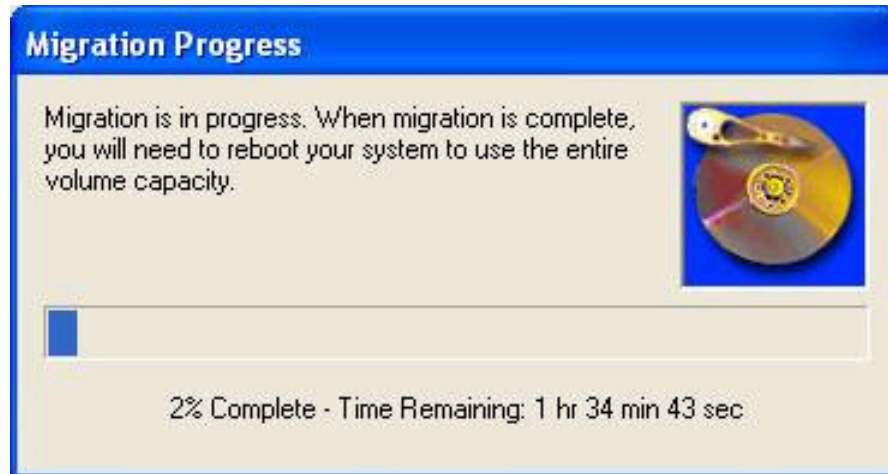 Migration Progress
Migration is in progress. When migration is complete,
you will need to reboot your system to use the entire
volume capacity.
2% Complete - Time Remaining: 1 hr 34 min 43 sec